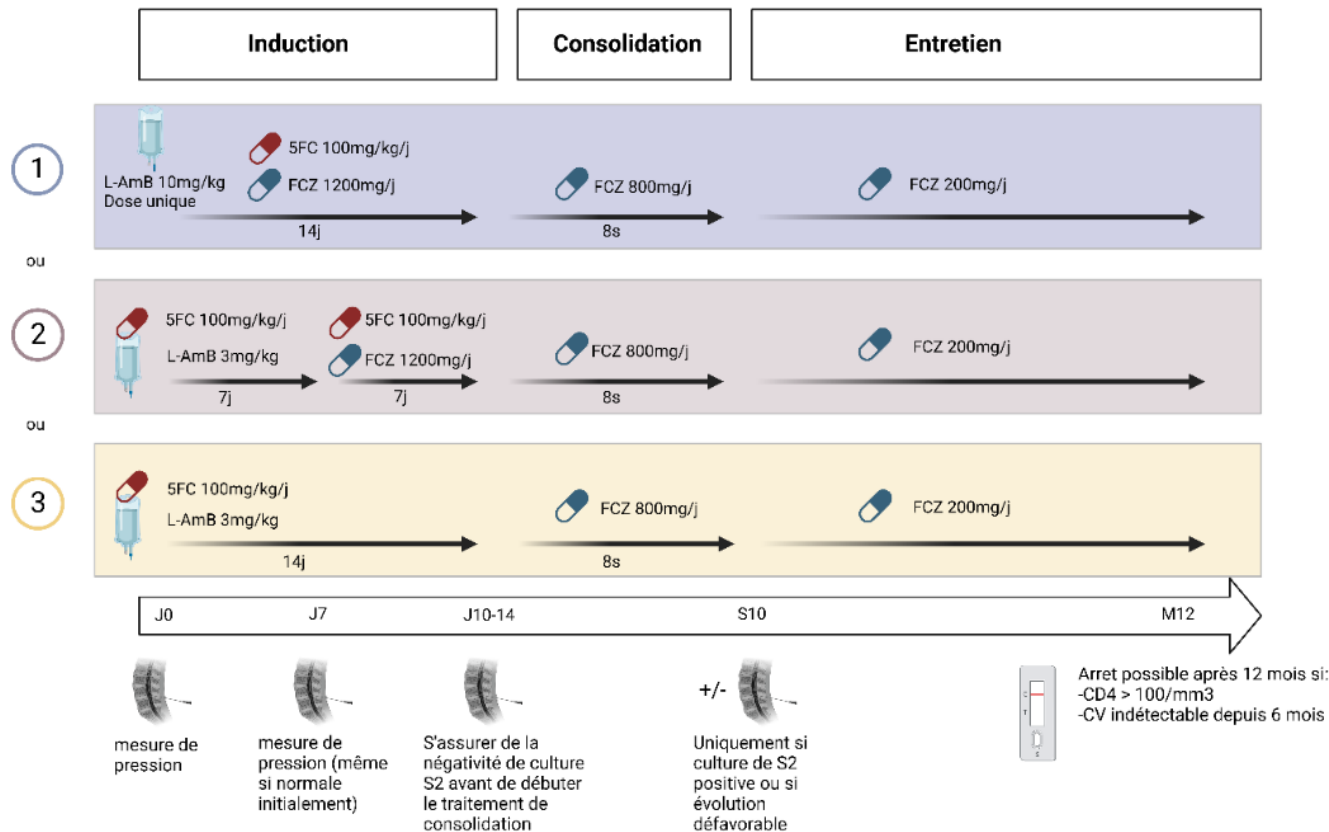 Induction
Consolidation
Entretien
1
L-AmB 10mg/kg
Dose unique
5FC 100mg/kg/j
FCZ 1200mg/j
14j
FCZ 800mg/j
8s
FCZ 200mg/j
ou
2
5FC 100mg/kg/j
L-AmB 3mg/kg
7j
5FC 100mg/kg/j
FCZ 1200mg/j
7j
FCZ 800mg/j
8s
FCZ 200mg/j
ou
3
5FC 100mg/kg/j
L-AmB 3mg/kg
14j
FCZ 800mg/j
8s
FCZ 200mg/j
J0
J7
J10-14
S10
M12
mesure de
pression
mesure de
pression (même
si normale
initialement)
S'assurer de la
négativité de culture
S2 avant de débuter
le traitement de
consolidation
+/-
Uniquement si
culture de S2
positive ou si
évolution
défavorable
C
T
S
Arret possible après 12 mois si:
-CD4 > 100/mm3
-CV indétectable depuis 6 mois